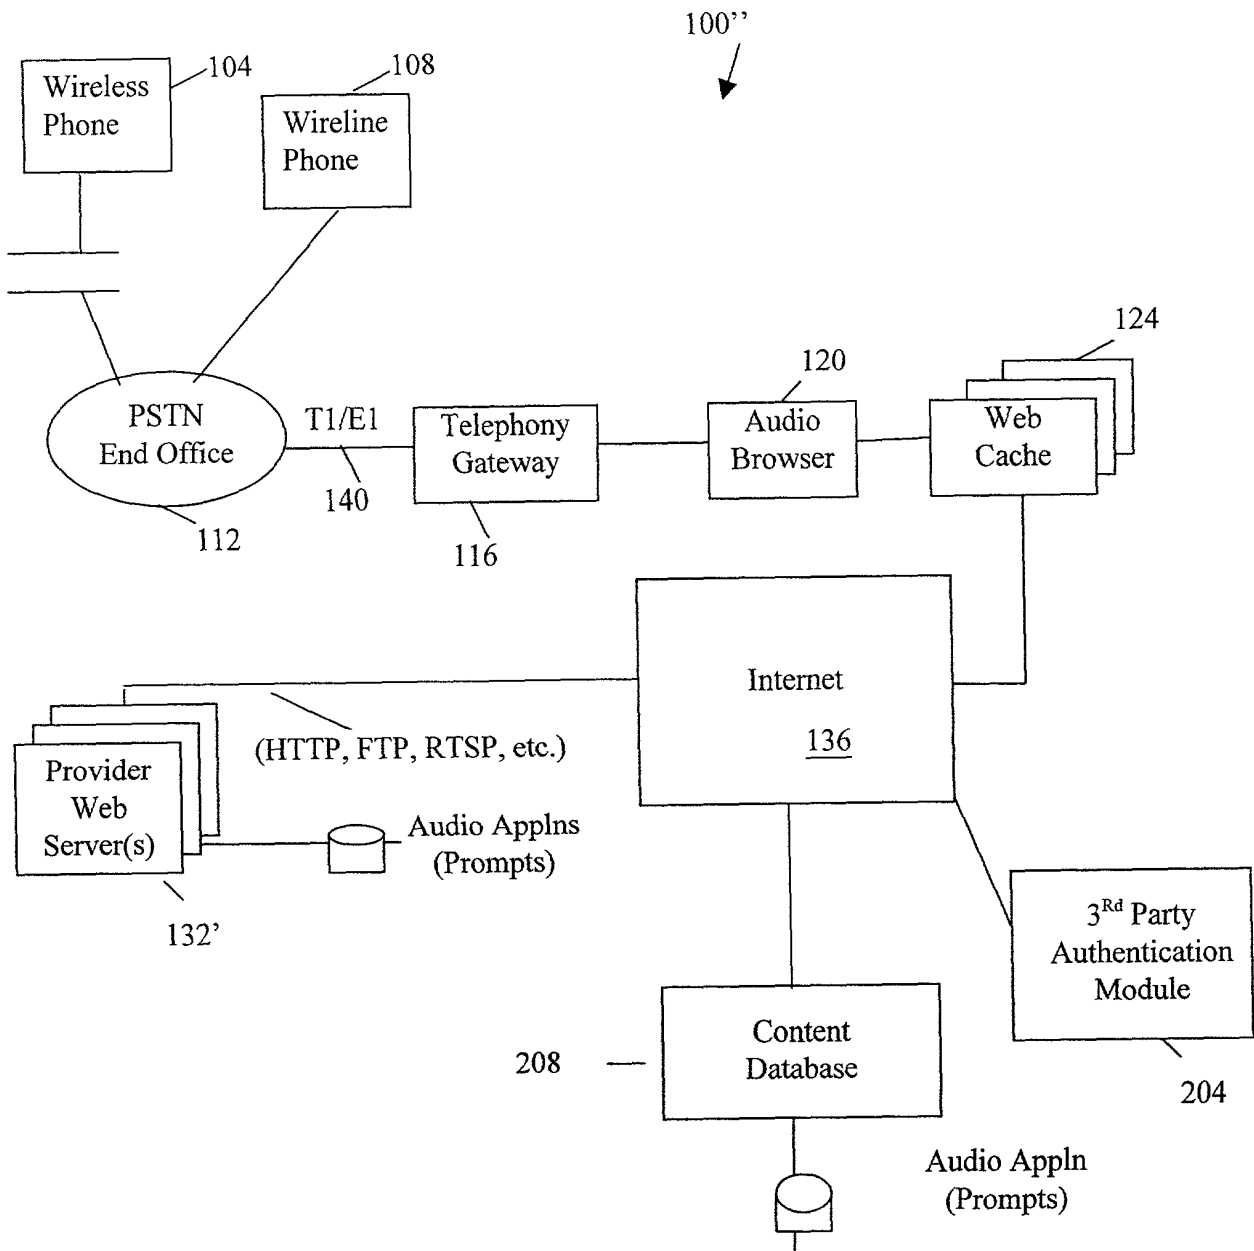 100’’
104
Wireless
Phone
108
Wireline
Phone
124
120
PSTN
End Office
T1/E1
Telephony
Gateway
Audio
Browser
Web
Cache
140
112
116
Internet
136
(HTTP, FTP, RTSP, etc.)
Provider
Web
Server(s)
Audio Applns
(Prompts)
132’
3Rd Party
Authentication
Module
Content
Database
208
204
Audio Appln
(Prompts)